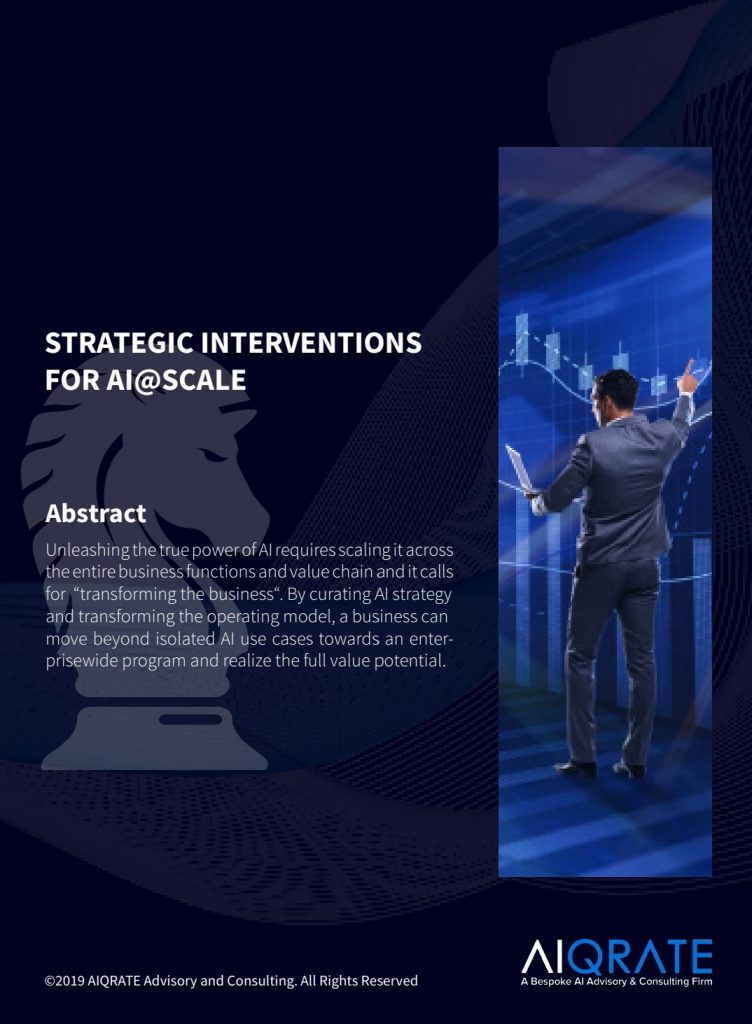 STRATEGIC INTERVENTIONS
FOR AI@SCALE
Abstract
Unleashing the true power of AI requires scaling it across
the entire business functions and value chain and it calls
for “transforming the business“. By curating AI strategy
and transforming the operating model, a business can
move beyond isolated AI use cases towards an enter-
prisewide program and realize the full value potential.
©2019 AIQRATE Advisory and Consulting. All Rights Reserved
AIQRATE
A Bespoke AI Advisory & Consulting Firm